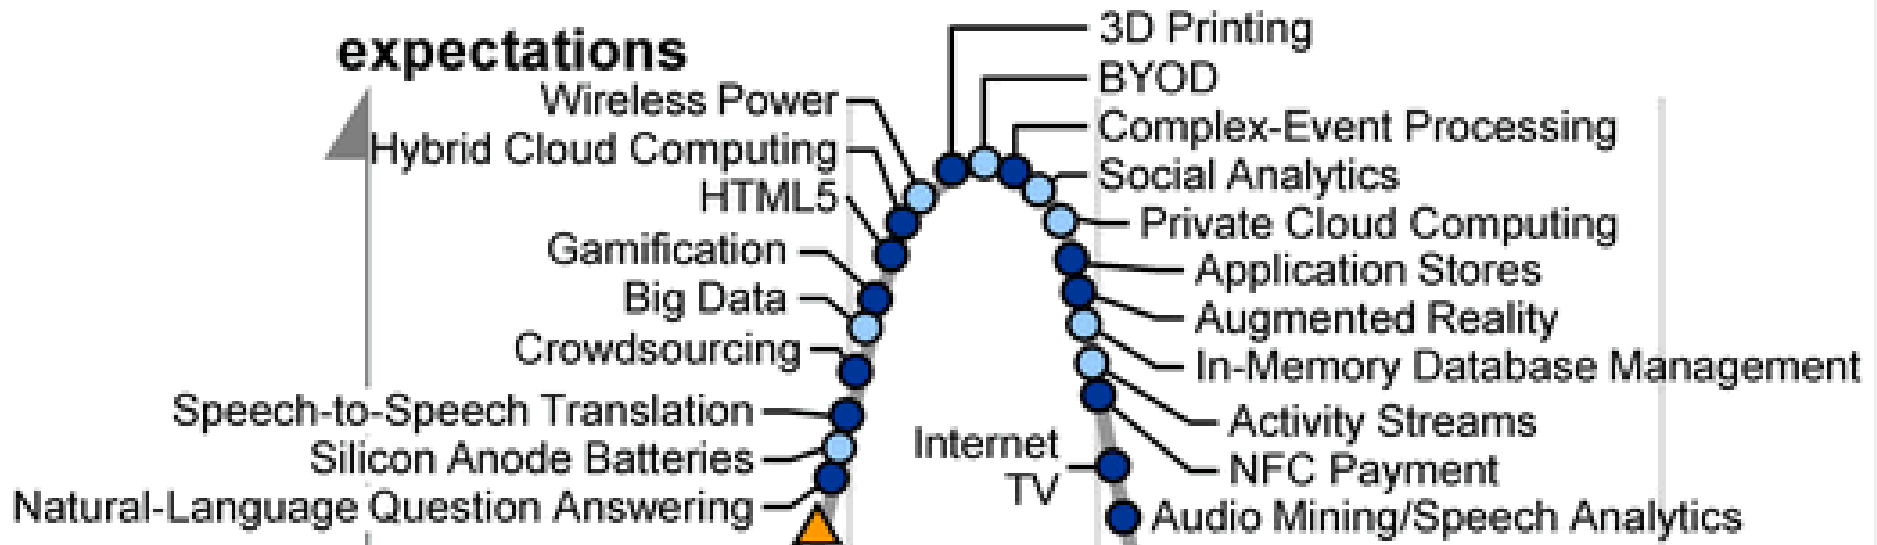 expectations
Wireless Power
Hybrid Cloud Computing
HTML5
Gamification
Big Data
Crowdsourcing
Speech-to-Speech Translation
Silicon Anode Batteries
Natural-Language Question Answering
3D Printing
BYOD
Complex-Event Processing
Social Analytics
Private Cloud Computing
Application Stores
Augmented Reality
In-Memory Database Management
Activity Streams
NFC Payment
Internet
TV
Audio Mining/Speech Analytics